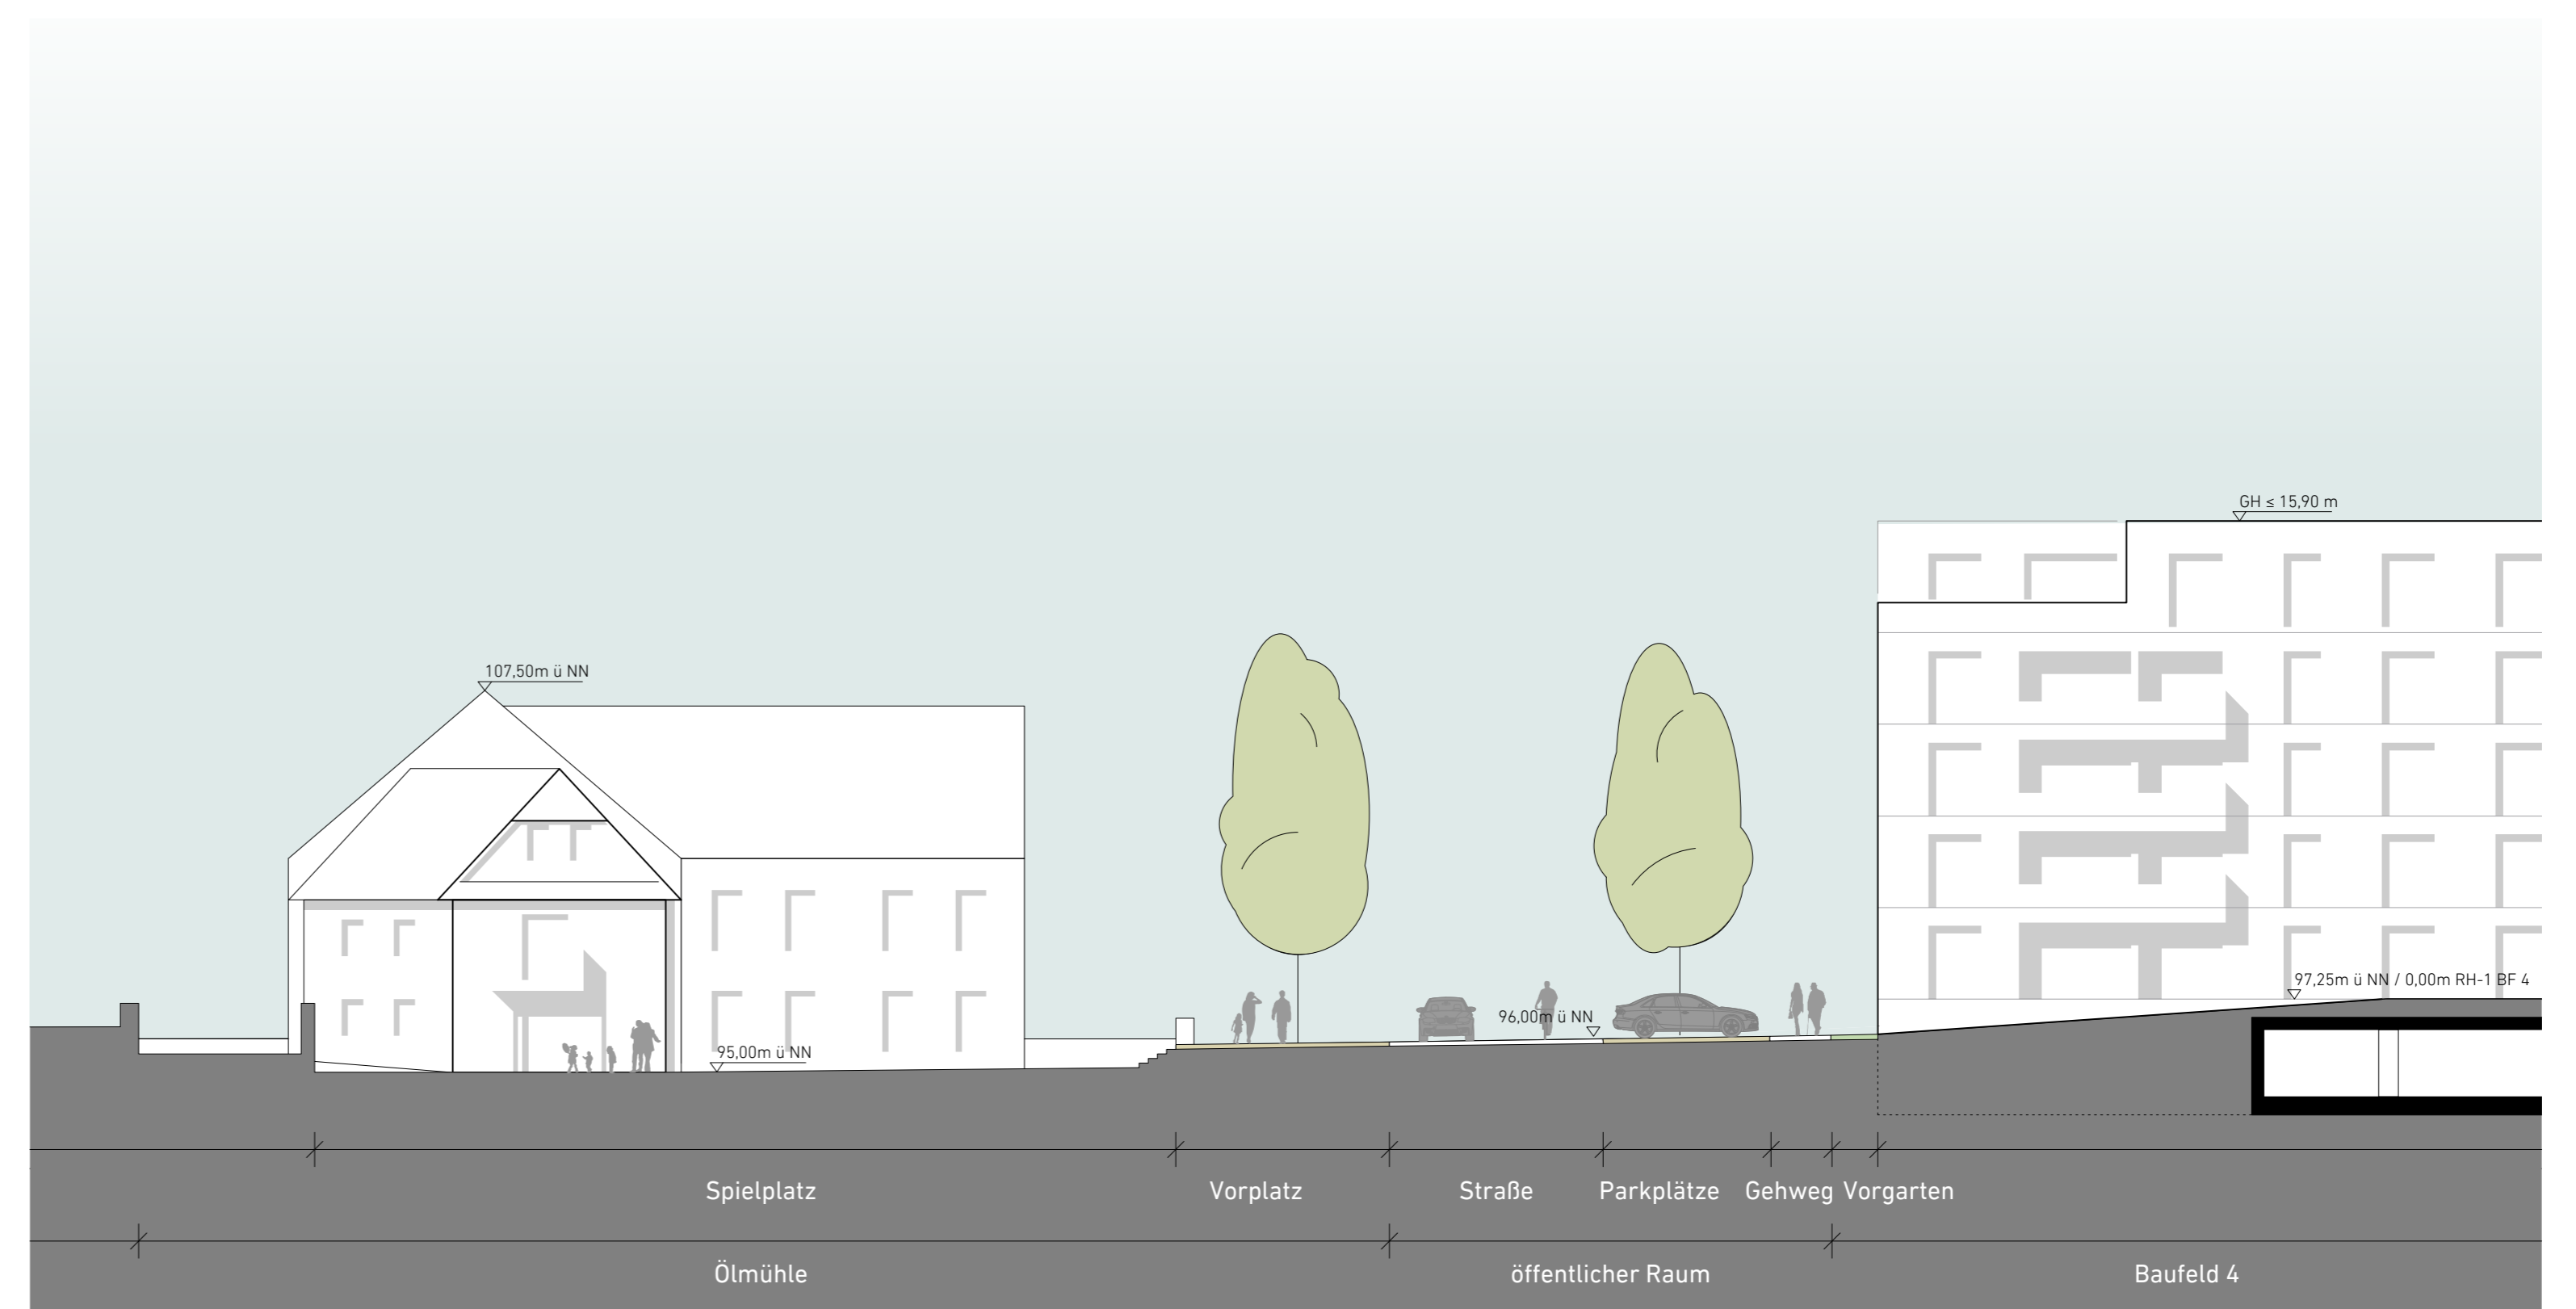 GH ≤ 15,90 m
107,50m ü NN
97,25m ü NN / 0,00m RH-1 BF 4
96,00m ü NN
95,00m ü NN
Spielplatz Vorplatz Straße Parkplätze Gehweg Vorgarten
Ölmühle öffentlicher Raum Baufeld 4